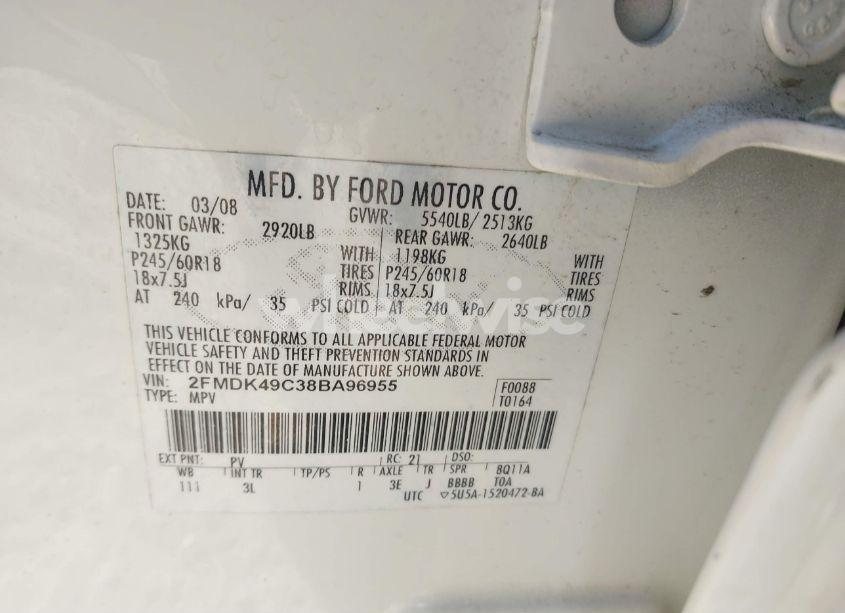 MFD. BY FORD MOTOR CO.
DATE: 03/08 GVWR: 5540LB/ 2513KG
FRONT GAWR: 2920LB REAR GAWR: 2640LB
1325KG WITH 1198KG WITH
P245/60R18 TIRES P245/60R18 TIRES
18x7.5J RIMS 18x7.5J RIMS
AT 240 kPa/ 35 PSI COLD AT 240 kPa/ 35 PSI COLD
wheelwise
THIS VEHICLE CONFORMS TO ALL APPLICABLE FEDERAL MOTOR
VEHICLE SAFETY AND THEFT PREVENTION STANDARDS IN
EFFECT ON THE DATE OF MANUFACTURE SHOWN ABOVE.
VIN: 2FMDK49C38BA96955 F0088
TYPE: MPV T0164
EXT PNT: PV RC: 21 DSO:
WB INT TR TP/PS R AXLE TR SPR 8Q11A
111 3L 1 3E J BBBB T0A
UTC ▽5U5A-1520472-BA